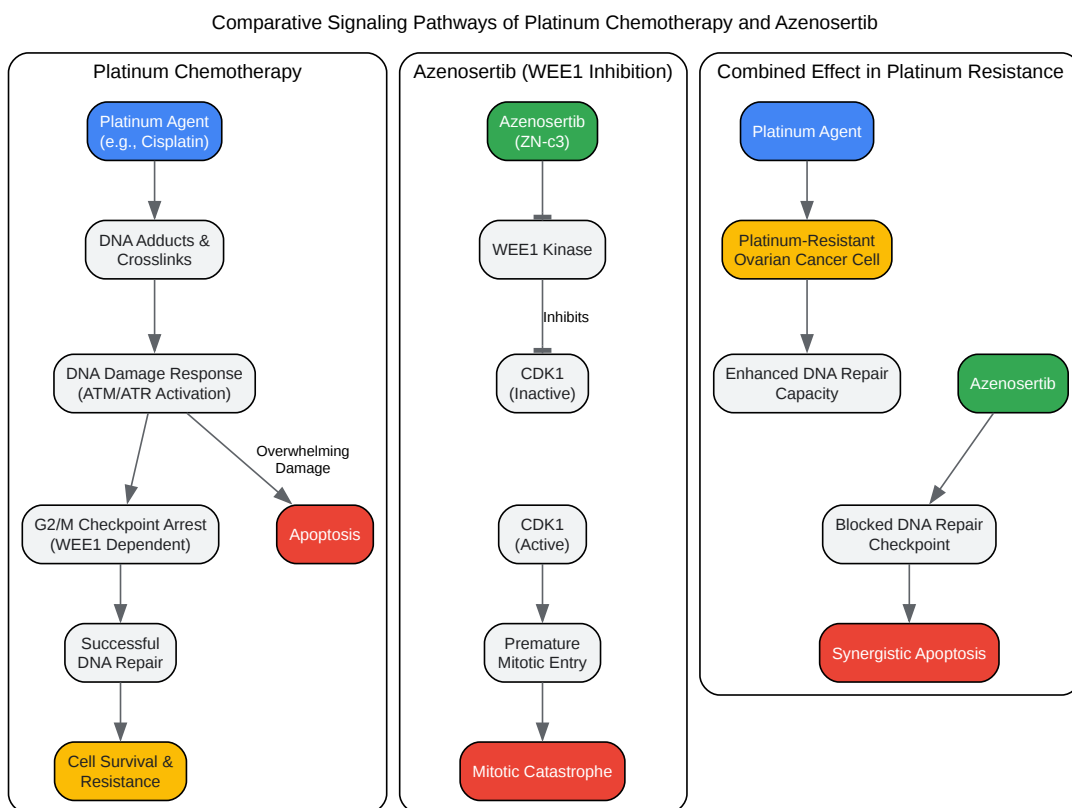 Comparative Signaling Pathways of Platinum Chemotherapy and Azenosertib
Platinum Chemotherapy
Platinum Agent
(e.g., Cisplatin)
DNA Adducts &
Crosslinks
DNA Damage Response
(ATM/ATR Activation)
Overwhelming
Damage
G2/M Checkpoint Arrest
(WEE1 Dependent)
Apoptosis
Successful
DNA Repair
Cell Survival &
Resistance
Azenosertib (WEE1 Inhibition)
Azenosertib
(ZN-c3)
WEE1 Kinase
Inhibits
CDK1
(Inactive)
CDK1
(Active)
Premature
Mitotic Entry
Mitotic Catastrophe
Combined Effect in Platinum Resistance
Platinum Agent
Platinum-Resistant
Ovarian Cancer Cell
Enhanced DNA Repair
Capacity
Azenosertib
Blocked DNA Repair
Checkpoint
Synergistic Apoptosis